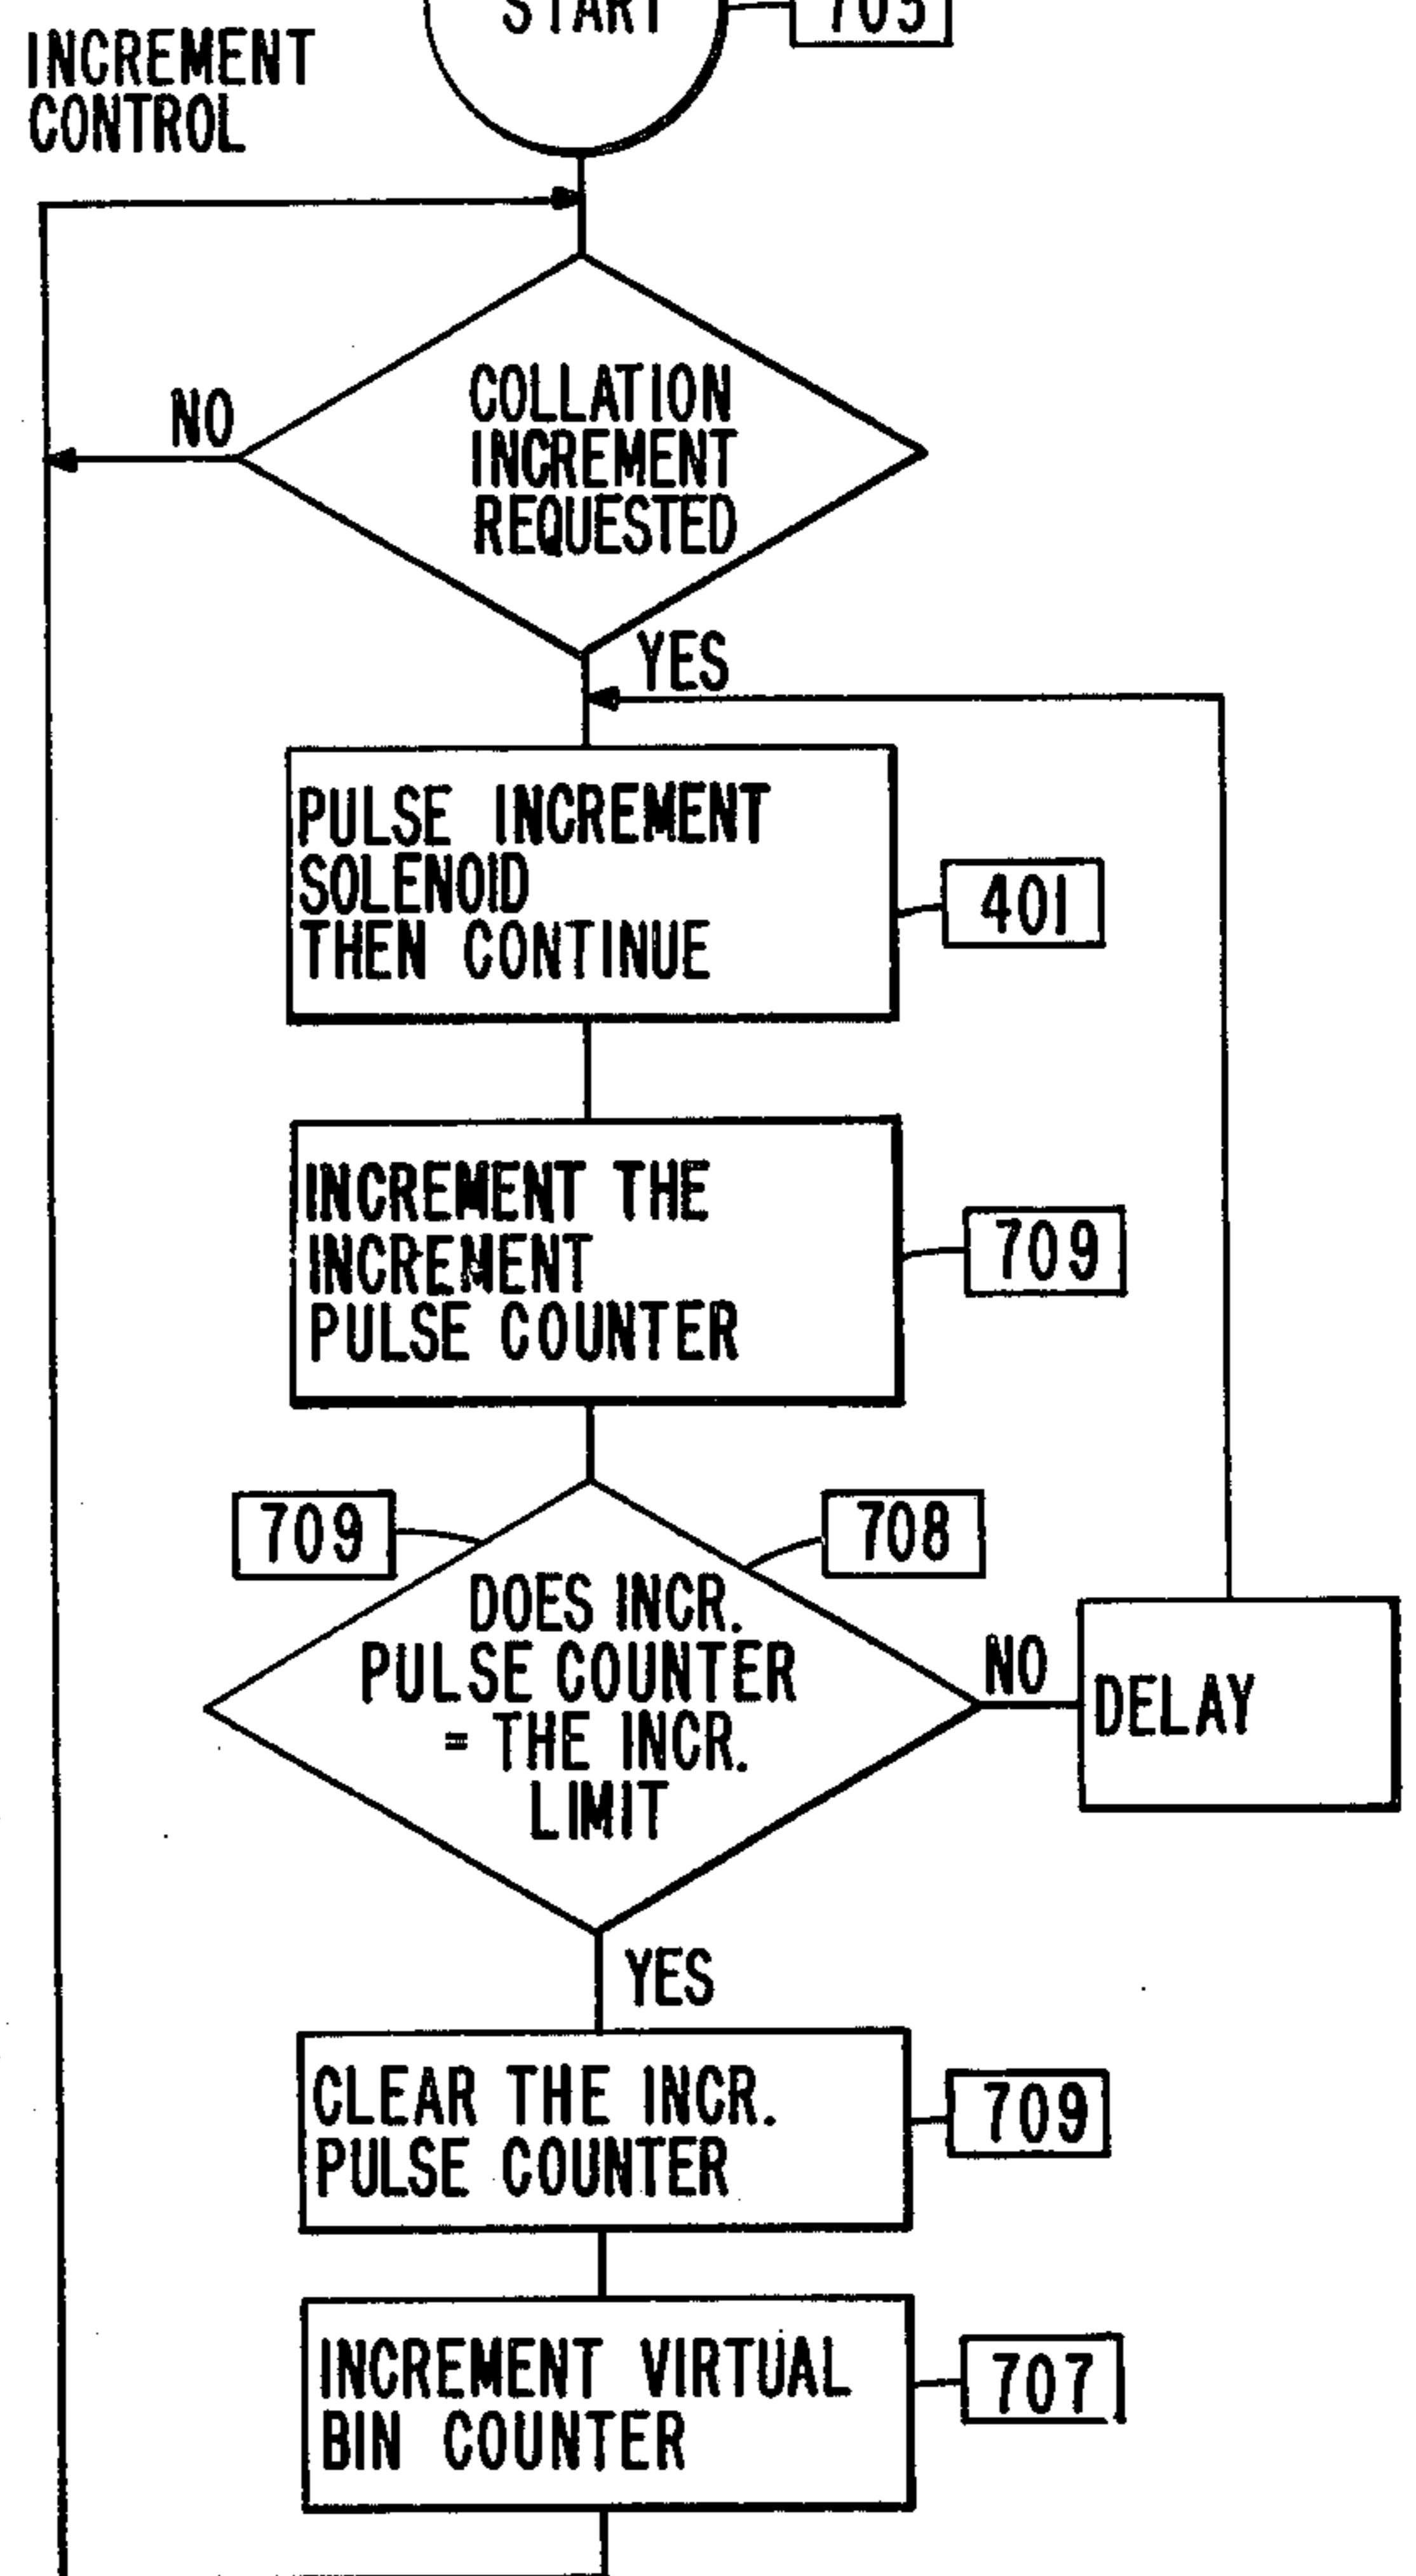 START
INCREMENT
CONTROL
COLLATION
INCREMENT
REQUESTED
NO
YES
PULSE INCREMENT
SOLENOID
THEN CONTINUE
401
INCREMENT THE
INCREMENT
PULSE COUNTER
709
709
708
DOES INCR.
PULSE COUNTER
= THE INCR.
LIMIT
NO
DELAY
YES
CLEAR THE INCR.
PULSE COUNTER
709
INCREMENT VIRTUAL
BIN COUNTER
707